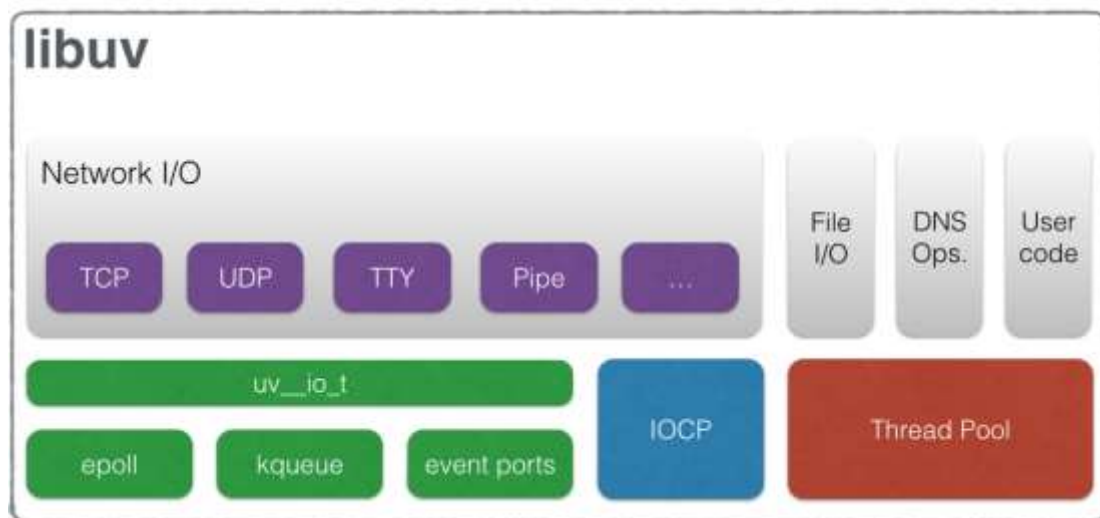 libuv
Network I/O
TCP
UDP
TTY
Pipe
...
File
I/O
DNS
Ops.
User
code
uv__io_t
epoll
kqueue
event ports
IOCP
Thread Pool